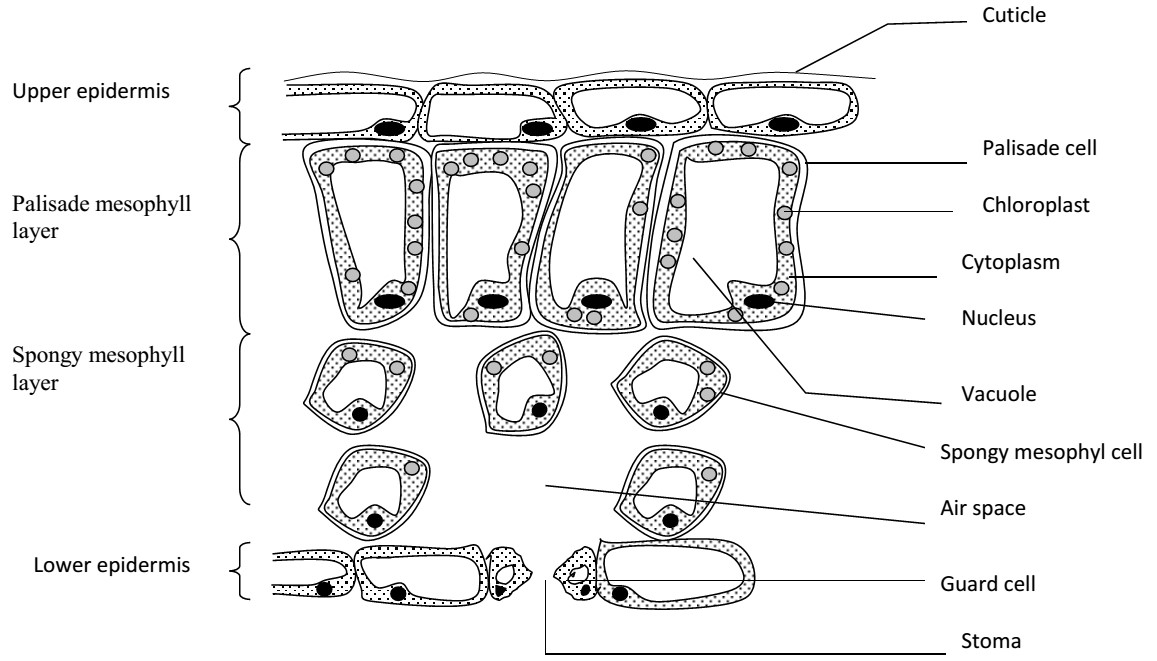 Cuticle
Upper epidermis
Palisade cell
Palisade mesophyll
layer
Chloroplast
Cytoplasm
Nucleus
Spongy mesophyll
layer
Vacuole
Spongy mesophyl cell
Air space
Lower epidermis
Guard cell
Stoma